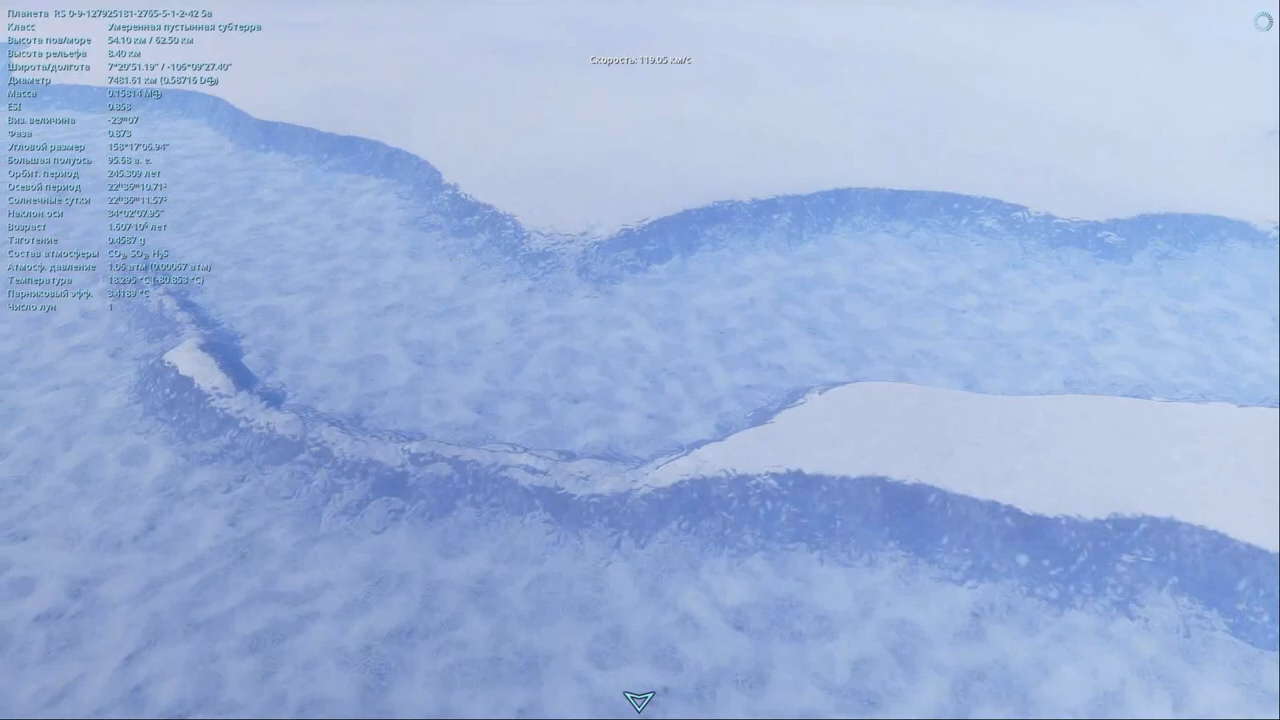 Планета RS 0-9-127925181-2765-5-1-2-42 5a
Класс Умеренная пустынная субтерра
Высота пов/море 54.10 км / 62.50 км
Высота рельефа 8.40 км
Широта/долгота 7°20'51.19" / -106°09'27.40"
Диаметр 7481.61 км (0.58716 D⊕)
Масса 0.15814 M⊕
ESI 0.858
Виз. величина -23ᵐ07
Фаза 0.873
Угловой размер 158°17'06.94"
Большая полуось 95.68 а. е.
Орбит. период 245.309 лет
Осевой период 22ʰ36ᵐ10.71ˢ
Солнечные сутки 22ʰ36ᵐ11.57ˢ
Наклон оси 34°02'07.95"
Возраст лет
Тяготение 0.4587 g
Состав атмосферы CO₂, SO₂, H₂S
Атмосф. давление 1.06 атм (0.00067 атм)
Температура 18.295 °C (-80.853 °C)
Парниковый эфф. 3.4189 °C
Число лун 1
Скорость: 119.05 км/с